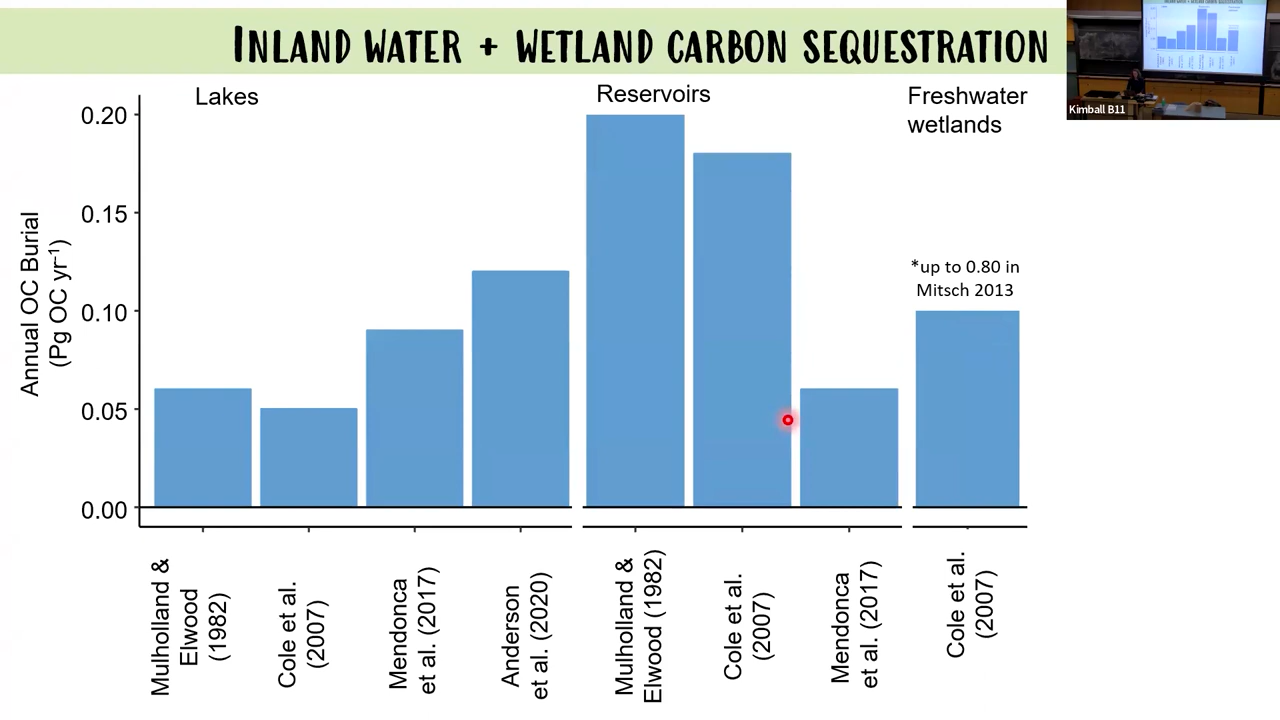 INLAND WATER + WETLAND CARBON SEQUESTRATION
Kimball B11
Lakes
Reservoirs
Freshwater
wetlands
*up to 0.80 in
Mitsch 2013
Annual OC Burial
(Pg OC yr⁻¹)
0.20
0.15
0.10
0.05
0.00
Mulholland &
Elwood
(1982)
Cole et al.
(2007)
Mendonca
et al. (2017)
Anderson
et al. (2020)
Mulholland &
Elwood (1982)
Cole et al.
(2007)
Mendonca
et al. (2017)
Cole et al.
(2007)